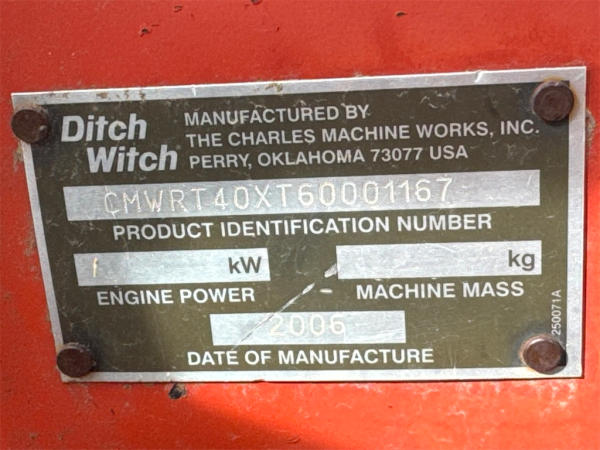 Ditch Witch
MANUFACTURED BY
THE CHARLES MACHINE WORKS, INC.
PERRY, OKLAHOMA 73077 USA
CMWRT40XT60001167
PRODUCT IDENTIFICATION NUMBER
kW
ENGINE POWER
kg
MACHINE MASS
2006
DATE OF MANUFACTURE
250071A